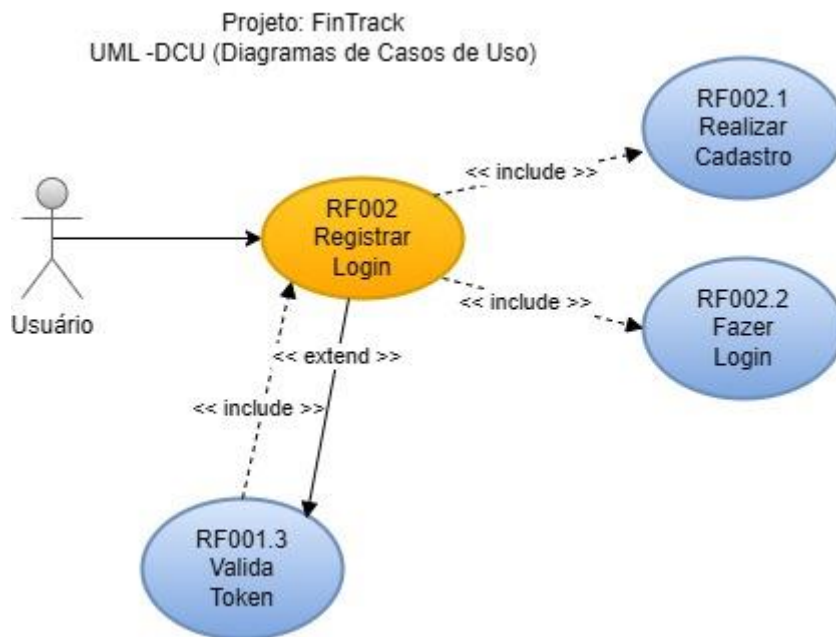 Projeto: FinTrack
UML -DCU (Diagramas de Casos de Uso)
RF002.1
Realizar
Cadastro
<< include >>
RF002
Registrar
Login
Usuário
<< include >>
RF002.2
Fazer
Login
<< extend >>
<< include >>
RF001.3
Valida
Token